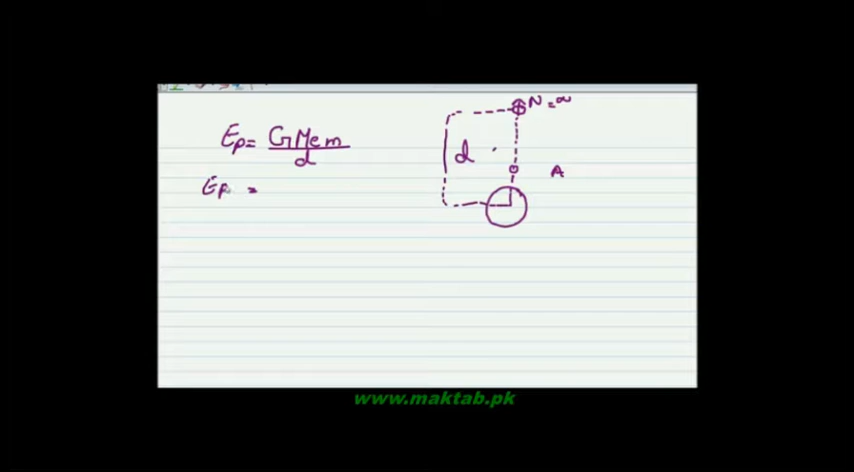 N = ∞
Ep = GMem
d
d
A
Ep =
www.maktab.pk